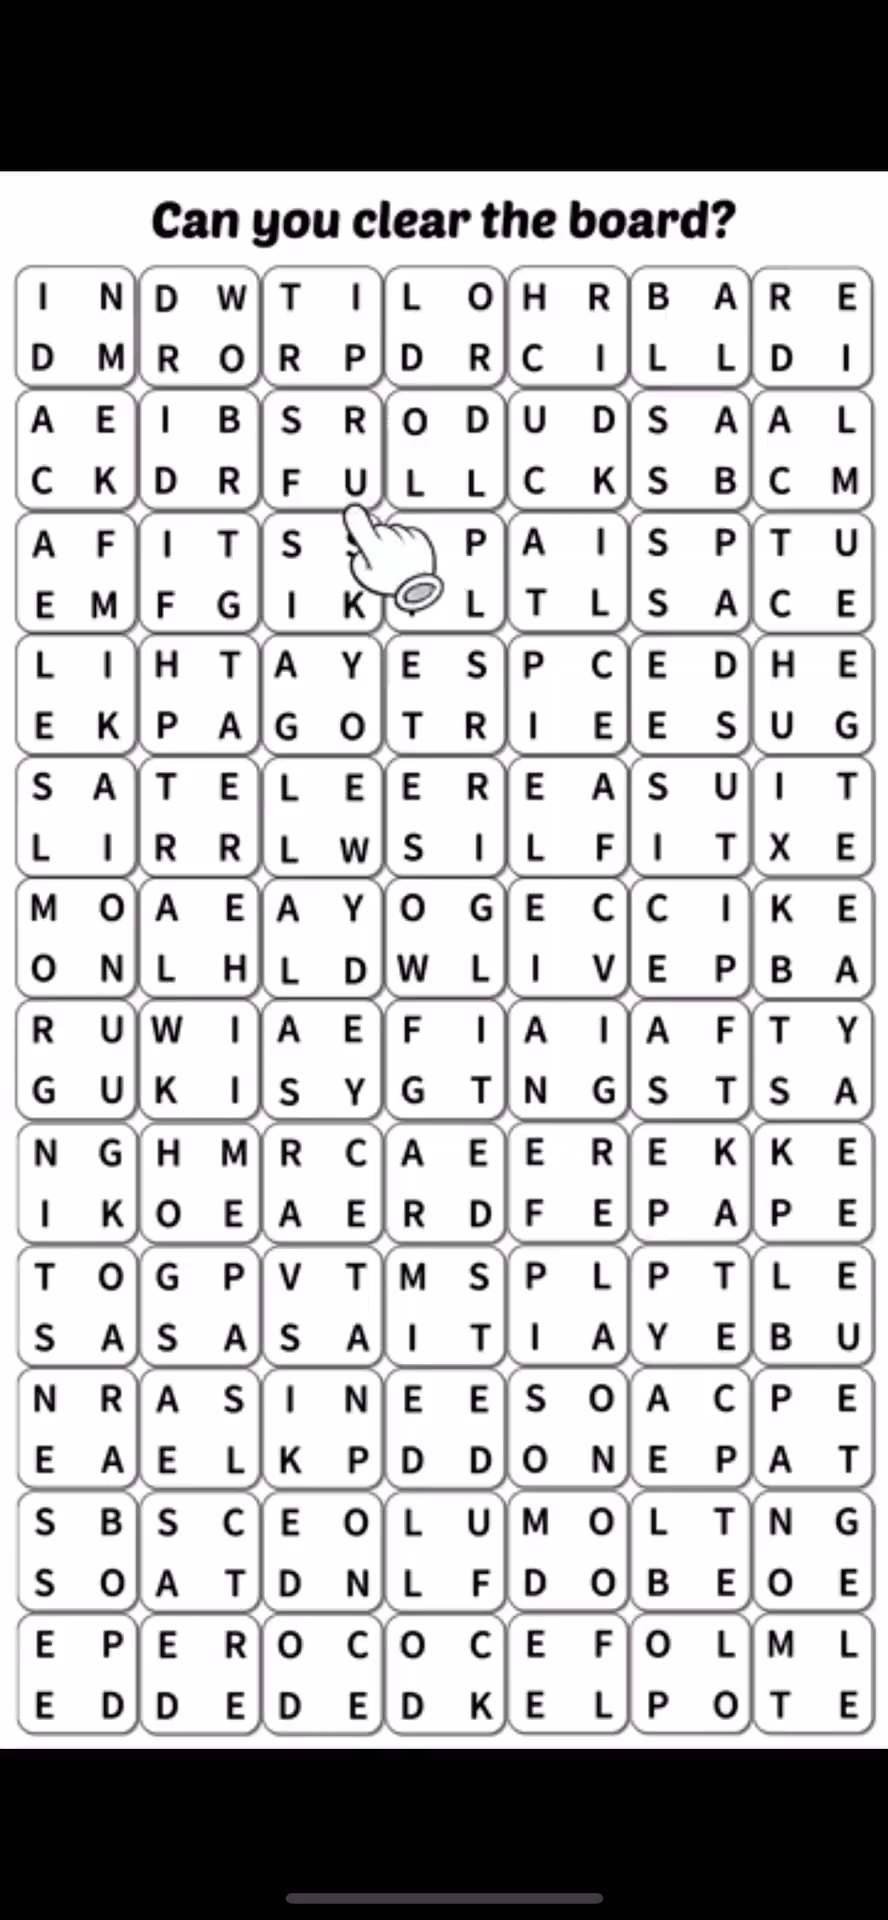 Can you clear the board?
I N D W T I L O H R B A R E
D M R O R P D R C I L L D I
A E I B S R O D U D S A A L
C K D R F U L L C K S B C M
A F I T S P A I S P T U
E M F G I K L T L S A C E
L I H T A Y E S P C E D H E
E K P A G O T R I E E S U G
S A T E L E E R E A S U I T
L I R R L W S I L F I T X E
M O A E A Y O G E C C I K E
O N L H L D W L I V E P B A
R U W I A E F I A I A F T Y
G U K I S Y G T N G S T S A
N G H M R C A E E R E K K E
I K O E A E R D F E P A P E
T O G P V T M S P L P T L E
S A S A S A I T I A Y E B U
N R A S I N E E S O A C P E
E A E L K P D D O N E P A T
S B S C E O L U M O L T N G
S O A T D N L F D O B E O E
E P E R O C O C E F O L M L
E D D E D E D K E L P O T E